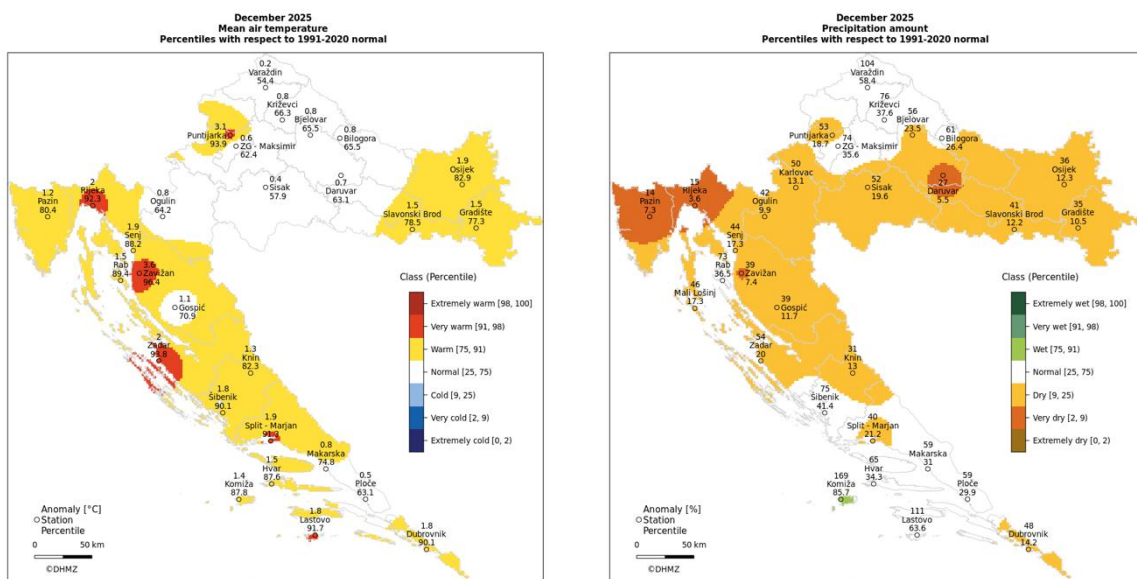 December 2025
Mean air temperature
Percentiles with respect to 1991-2020 normal
0.2
Varaždin
54.4
0.8
Križevci
66.3
0.8
Bjelovar
65.5
0.8
Bilogora
65.5
3.1
Puntijarka
93.9
0.6
ZG - Maksimir
62.4
0.4
Sisak
57.9
0.7
Daruvar
63.1
1.9
Osijek
82.9
1.5
Slavonski Brod
78.5
1.5
Gradište
77.3
1.2
Pazin
80.4
2
Rijeka
92.3
0.8
Ogulin
64.2
1.9
Senj
88.2
1.5
Rab
89.4
3.6
Zavižan
96.4
1.1
Gospić
70.9
2
Zadar
93.8
1.3
Knin
82.3
1.8
Šibenik
90.1
1.9
Split - Marjan
91.3
0.8
Makarska
74.8
1.5
Hvar
87.6
1.4
Komiža
87.8
0.5
Ploče
63.1
1.8
Lastovo
91.7
1.8
Dubrovnik
90.1
Class (Percentile)
Extremely warm [98, 100]
Very warm [91, 98)
Warm [75, 91)
Normal [25, 75)
Cold [9, 25)
Very cold [2, 9)
Extremely cold [0, 2)
Anomaly [°C]
Station
Percentile
0 50 km
©DHMZ
December 2025
Precipitation amount
Percentiles with respect to 1991-2020 normal
104
Varaždin
58.4
76
Križevci
37.6
56
Bjelovar
23.5
61
Bilogora
26.4
53
Puntijarka
18.7
74
ZG - Maksimir
35.6
50
Karlovac
13.1
52
Sisak
19.6
27
Daruvar
5.5
36
Osijek
12.3
41
Slavonski Brod
12.2
35
Gradište
10.5
14
Pazin
7.3
15
Rijeka
3.6
42
Ogulin
9.9
44
Senj
17.3
73
Rab
36.5
39
Zavižan
7.4
46
Mali Lošinj
17.3
39
Gospić
11.7
54
Zadar
20
31
Knin
13
75
Šibenik
41.4
40
Split - Marjan
21.2
59
Makarska
31
65
Hvar
34.3
169
Komiža
85.7
59
Ploče
29.9
111
Lastovo
63.6
48
Dubrovnik
14.2
Class (Percentile)
Extremely wet [98, 100]
Very wet [91, 98)
Wet [75, 91)
Normal [25, 75)
Dry [9, 25)
Very dry [2, 9)
Extremely dry [0, 2)
Anomaly [%]
Station
Percentile
0 50 km
©DHMZ